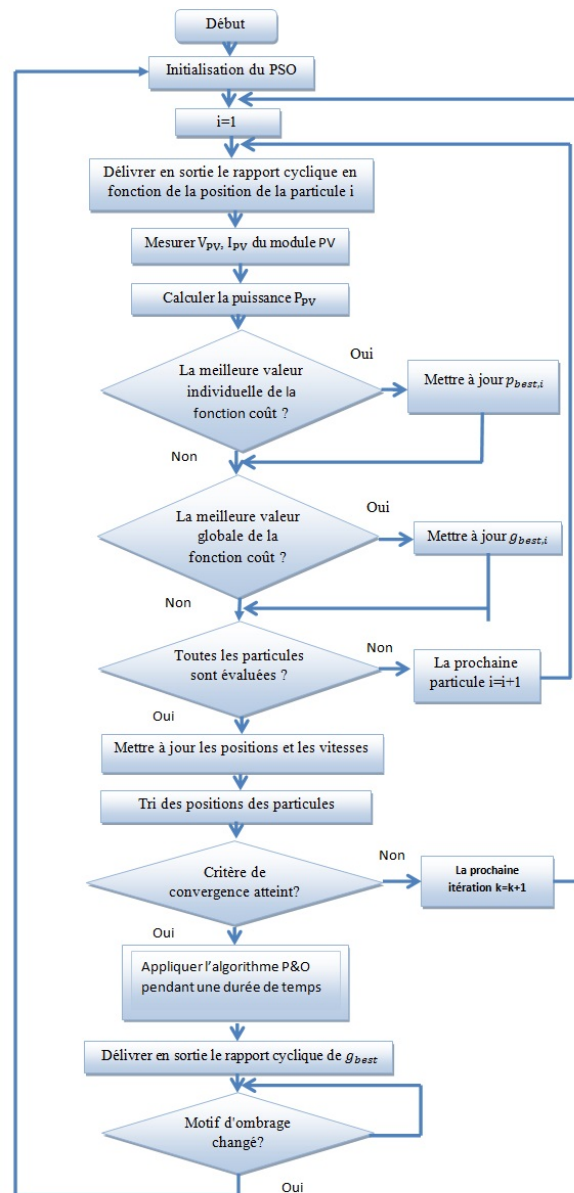 Début
Initialisation du PSO
i=1
Délivrer en sortie le rapport cyclique en
fonction de la position de la particule i
Mesurer VPV, IPV du module PV
Calculer la puissance PPV
Oui
La meilleure valeur
individuelle de la
fonction coût ?
Mettre à jour pbest,i
Non
Oui
La meilleure valeur
globale de la
fonction coût ?
Mettre à jour gbest,i
Non
Non
Toutes les particules
sont évaluées ?
La prochaine
particule i=i+1
Oui
Mettre à jour les positions et les vitesses
Tri des positions des particules
Non
Critère de
convergence atteint?
La prochaine
itération k=k+1
Oui
Appliquer l'algorithme P&O
pendant une durée de temps
Délivrer en sortie le rapport cyclique de gbest
Motif d'ombrage
changé?
Oui